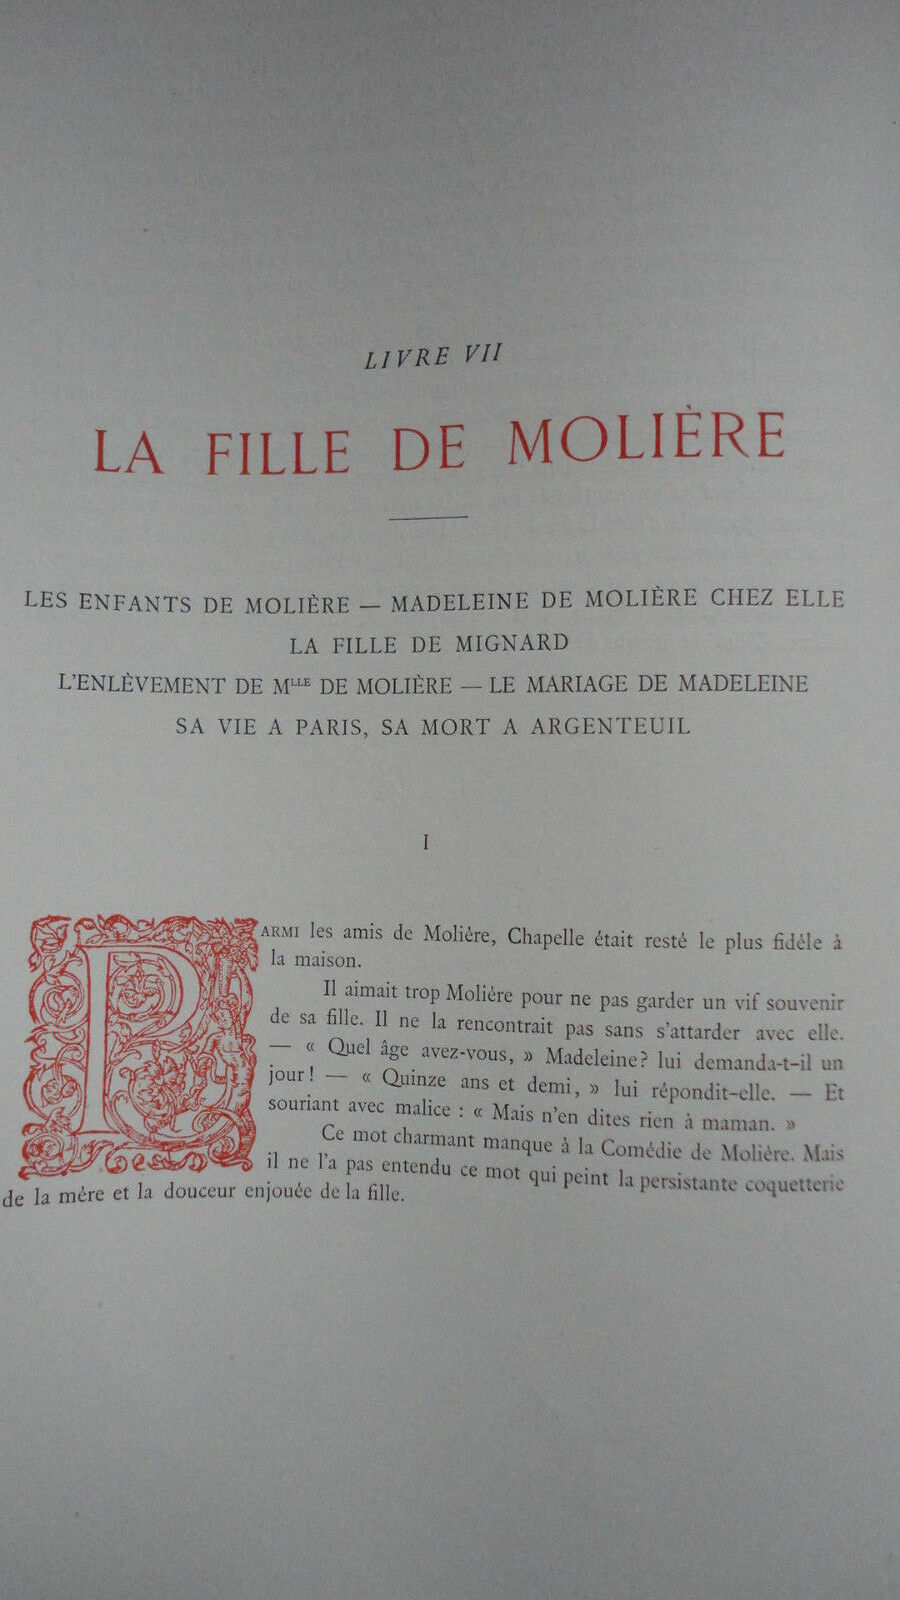 LIVRE VII
LA FILLE DE MOLIÈRE
LES ENFANTS DE MOLIÈRE — MADELEINE DE MOLIÈRE CHEZ ELLE
LA FILLE DE MIGNARD
L'ENLÈVEMENT DE MLLE DE MOLIÈRE — LE MARIAGE DE MADELEINE
SA VIE A PARIS, SA MORT A ARGENTEUIL
I
PARMI les amis de Molière, Chapelle était resté le plus fidèle à
la maison.
Il aimait trop Molière pour ne pas garder un vif souvenir
de sa fille. Il ne la rencontrait pas sans s'attarder avec elle.
— « Quel âge avez-vous, » Madeleine? lui demanda-t-il un
jour! — « Quinze ans et demi, » lui répondit-elle. — Et
souriant avec malice : « Mais n'en dites rien à maman. »
Ce mot charmant manque à la Comédie de Molière. Mais
il ne l'a pas entendu ce mot qui peint la persistante coquetterie
de la mère et la douceur enjouée de la fille.